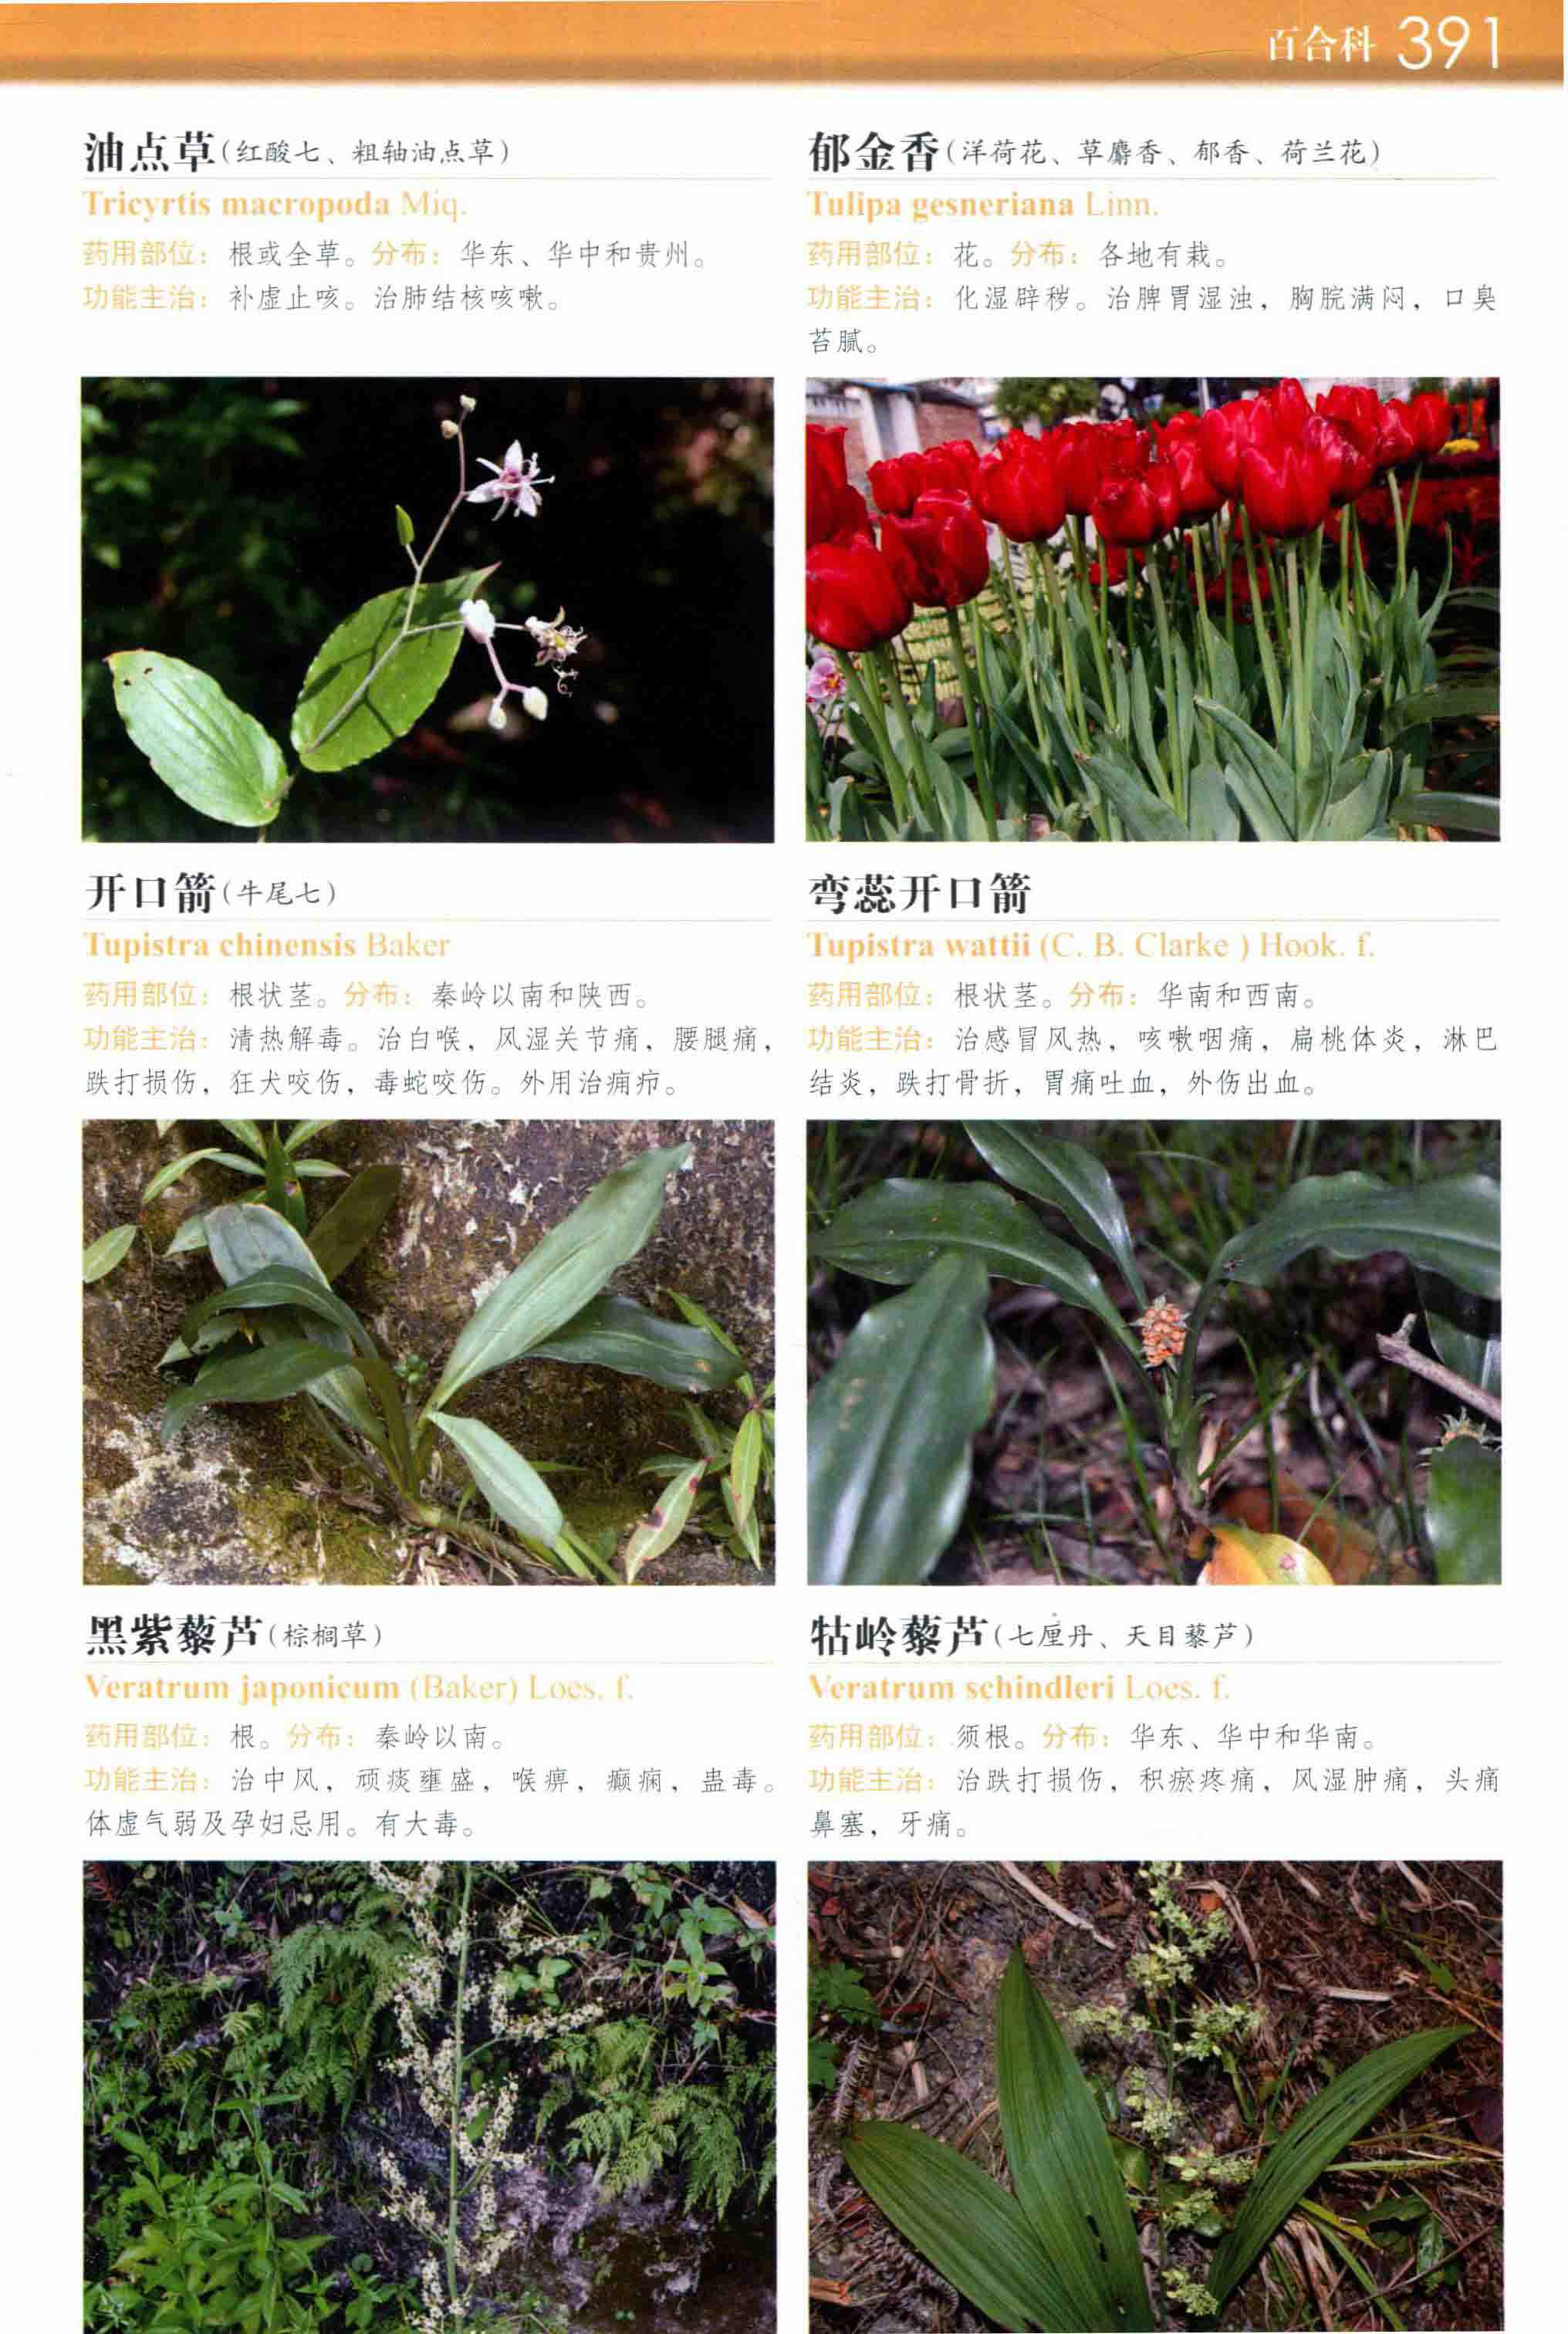 百合科 391
油点草(红酸七、粗轴油点草)
Tricyrtis macropoda Miq.
药用部位：根或全草。分布：华东、华中和贵州。
功能主治：补虚止咳。治肺结核咳嗽。
郁金香(洋荷花、草麝香、郁香、荷兰花)
Tulipa gesneriana Linn.
药用部位：花。分布：各地有栽。
功能主治：化湿辟秽。治脾胃湿浊，胸脘满闷，口臭
苔腻。
开口箭(牛尾七)
Tupistra chinensis Baker
药用部位：根状茎。分布：秦岭以南和陕西。
功能主治：清热解毒。治白喉，风湿关节痛，腰腿痛，
跌打损伤，狂犬咬伤，毒蛇咬伤。外用治痈疖。
弯蕊开口箭
Tupistra wattii (C. B. Clarke ) Hook. f.
药用部位：根状茎。分布：华南和西南。
功能主治：治感冒风热，咳嗽咽痛，扁桃体炎，淋巴
结炎，跌打骨折，胃痛吐血，外伤出血。
黑紫藜芦(棕榈草)
Veratrum japonicum (Baker) Loes. f.
药用部位：根。分布：秦岭以南。
功能主治：治中风，顽痰壅盛，喉痹，癫痫，蛊毒。
体虚气弱及孕妇忌用。有大毒。
牯岭藜芦(七厘丹、天目藜芦)
Veratrum schindleri Loes. f.
药用部位：须根。分布：华东、华中和华南。
功能主治：治跌打损伤，积瘀疼痛，风湿肿痛，头痛
鼻塞，牙痛。